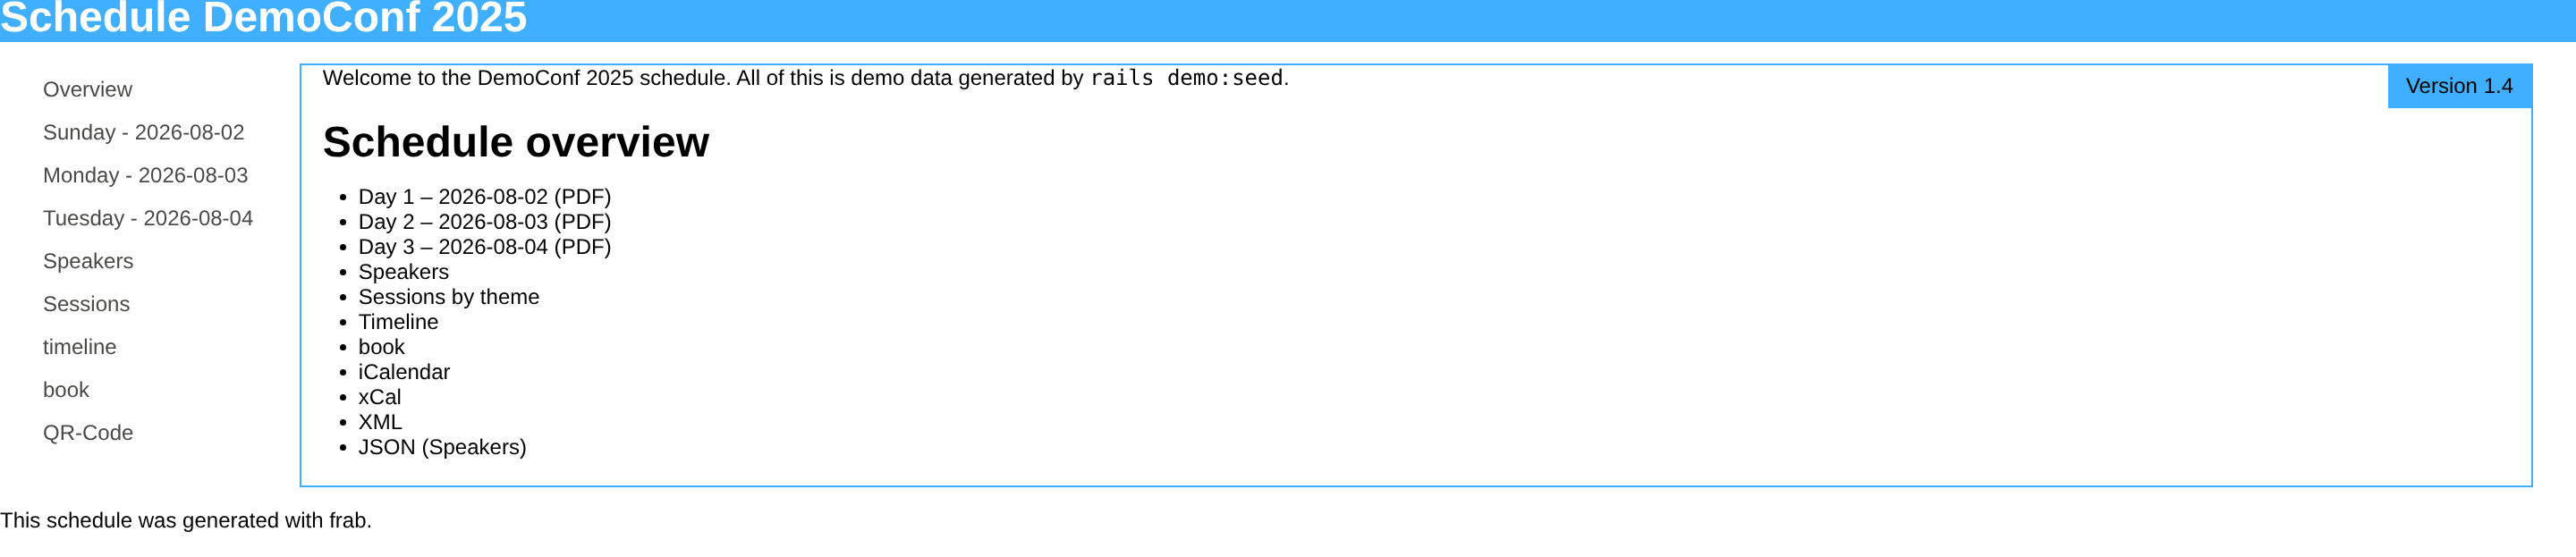 Schedule DemoConf 2025
Overview
Sunday - 2026-08-02
Monday - 2026-08-03
Tuesday - 2026-08-04
Speakers
Sessions
timeline
book
QR-Code
Welcome to the DemoConf 2025 schedule. All of this is demo data generated by rails demo:seed.
Version 1.4
Schedule overview
• Day 1 – 2026-08-02 (PDF)
• Day 2 – 2026-08-03 (PDF)
• Day 3 – 2026-08-04 (PDF)
• Speakers
• Sessions by theme
• Timeline
• book
• iCalendar
• xCal
• XML
• JSON (Speakers)
This schedule was generated with frab.